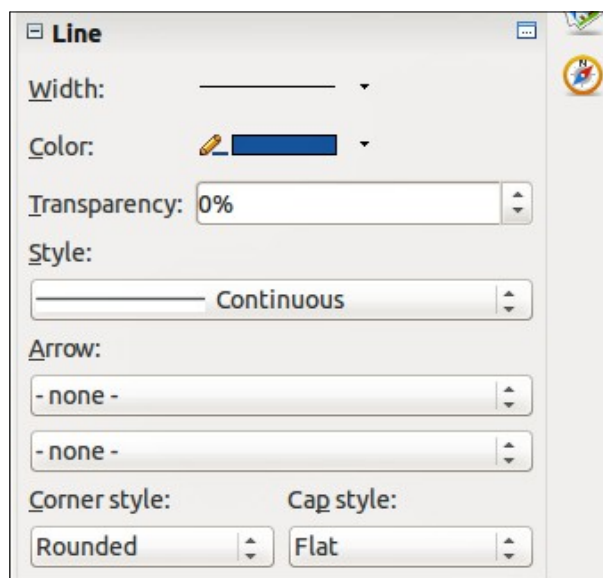 Line
Width:
Color:
Transparency: 0%
Style:
Continuous
Arrow:
- none -
- none -
Corner style: Cap style:
Rounded Flat
N